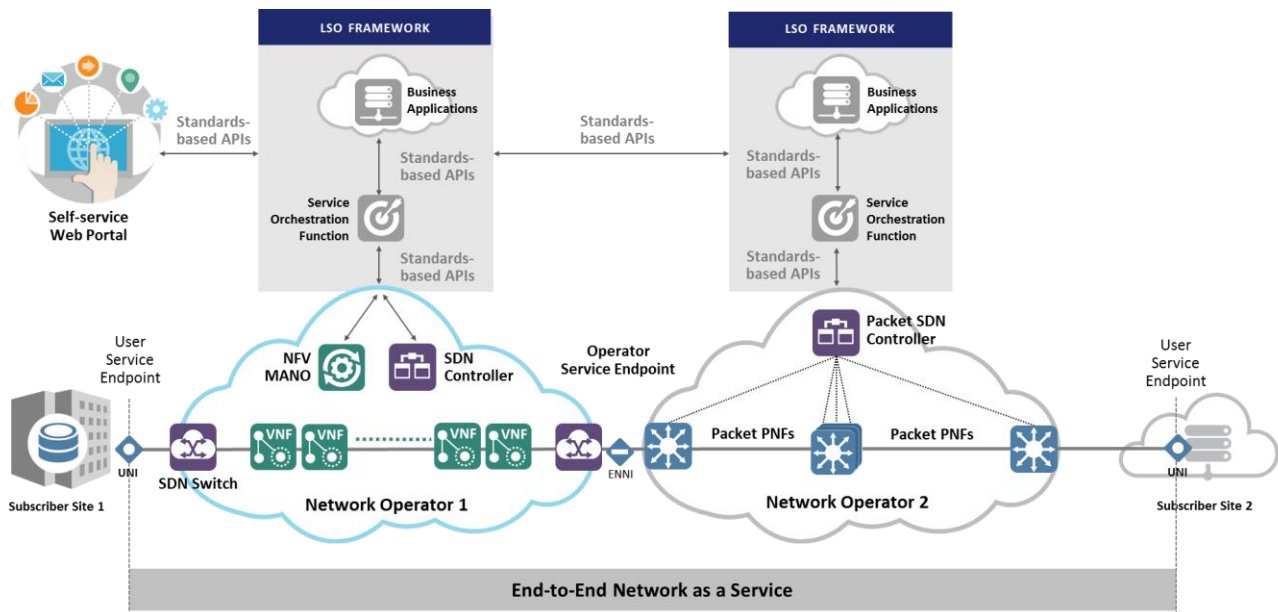 LSO FRAMEWORK
LSO FRAMEWORK
Business
Applications
Business
Applications
Standards-
based APIs
Standards-
based APIs
Standards-
based APIs
Standards-
based APIs
Self-service
Web Portal
Service
Orchestration
Function
Service
Orchestration
Function
Standards-
based APIs
Standards-
based APIs
User
Service
Endpoint
NFV
MANO
SDN
Controller
Operator
Service Endpoint
Packet SDN
Controller
User
Service
Endpoint
VNF
VNF
VNF
VNF
Packet PNFs
Packet PNFs
UNI
SDN Switch
ENNI
UNI
Subscriber Site 1
Network Operator 1
Network Operator 2
Subscriber Site 2
End-to-End Network as a Service